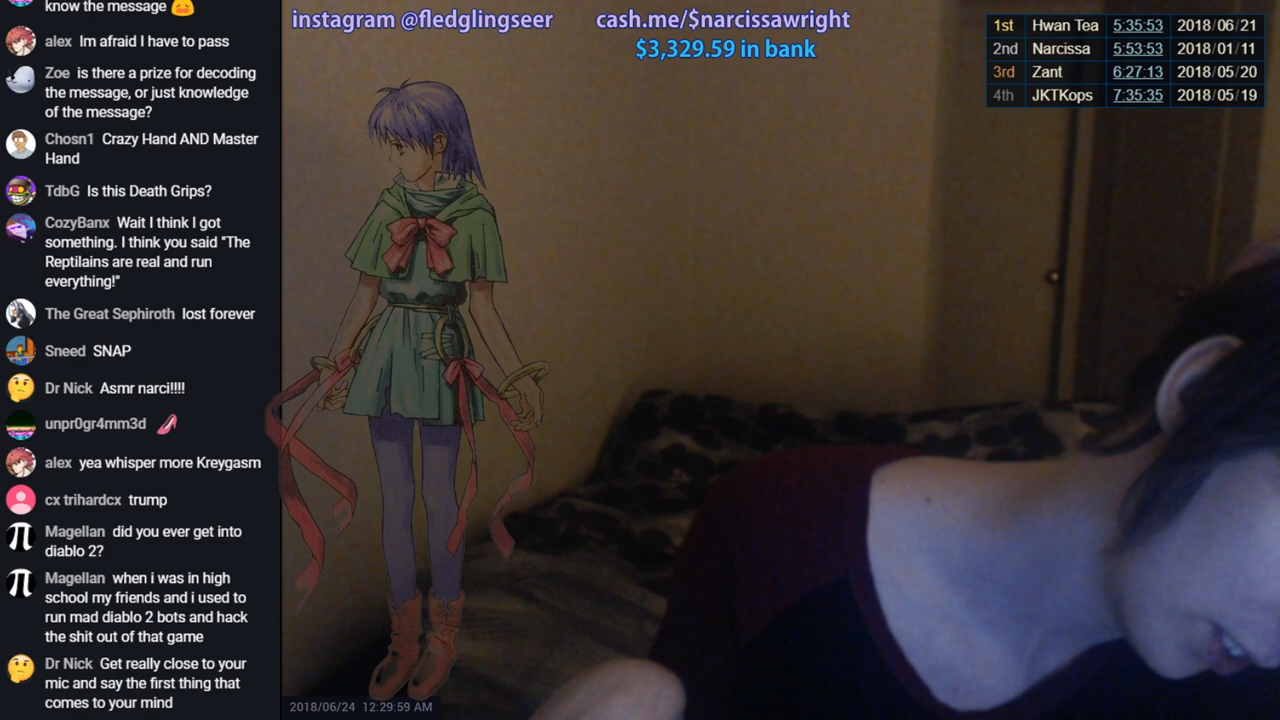 know the message
alex Im afraid I have to pass
Zoe is there a prize for decoding
the message, or just knowledge
of the message?
Chosn1 Crazy Hand AND Master
Hand
TdbG Is this Death Grips?
CozyBanx Wait I think I got
something. I think you said "The
Reptilains are real and run
everything!"
The Great Sephiroth lost forever
Sneed SNAP
Dr Nick Asmr narci!!!!
unpr0gr4mm3d
alex yea whisper more Kreygasm
cx trihardcx trump
Magellan did you ever get into
diablo 2?
Magellan when i was in high
school my friends and i used to
run mad diablo 2 bots and hack
the shit out of that game
Dr Nick Get really close to your
mic and say the first thing that
comes to your mind
instagram @fledglingseer
cash.me/$narcissawright
$3,329.59 in bank
1st Hwan Tea 5:35:53 2018/06/21
2nd Narcissa 5:53:53 2018/01/11
3rd Zant 6:27:13 2018/05/20
4th JKTKops 7:35:35 2018/05/19
2018/06/24 12:29:59 AM